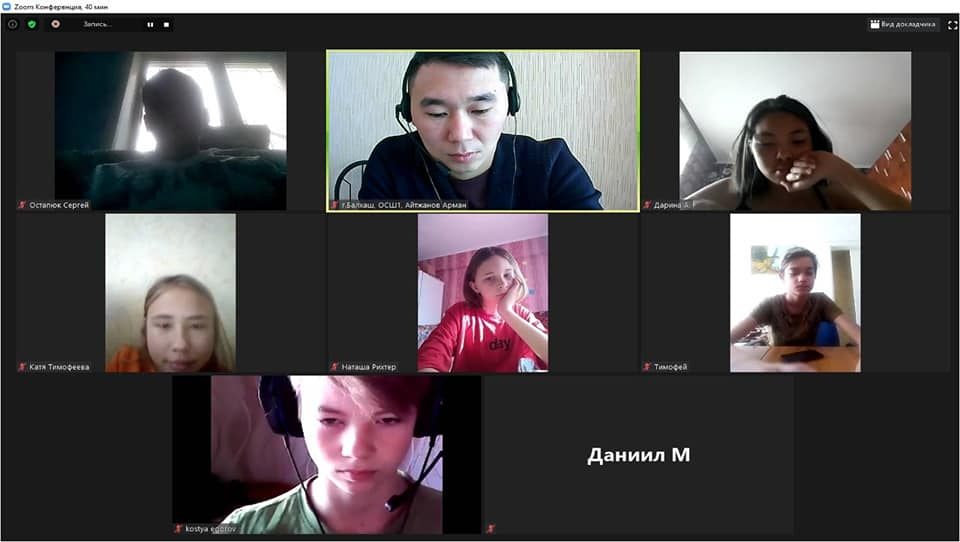 Zoom Конференция, 40 мин
Запись...
Вид докладчика
Остапюк Сергей
г.Балхаш, ОСШ1, Айтжанов Арман
Дарина А.
Катя Тимофеева
Наташа Рихтер
day
Тимофей
Даниил М
kostya egorov